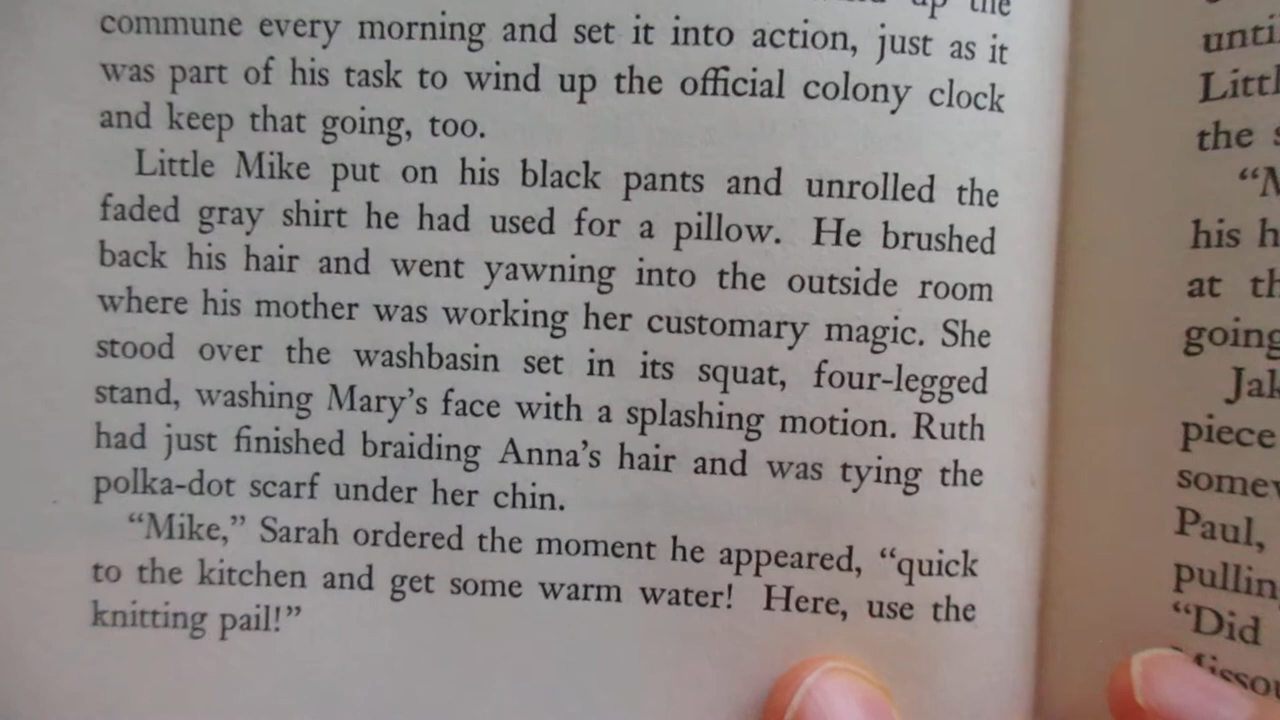 up the
commune every morning and set it into action, just as it
was part of his task to wind up the official colony clock
and keep that going, too.
Little Mike put on his black pants and unrolled the
faded gray shirt he had used for a pillow. He brushed
back his hair and went yawning into the outside room
where his mother was working her customary magic. She
stood over the washbasin set in its squat, four-legged
stand, washing Mary's face with a splashing motion. Ruth
had just finished braiding Anna's hair and was tying the
polka-dot scarf under her chin.
"Mike," Sarah ordered the moment he appeared, "quick
to the kitchen and get some warm water! Here, use the
knitting pail!"
the
his h
at th
going
piece
Paul,
"Did